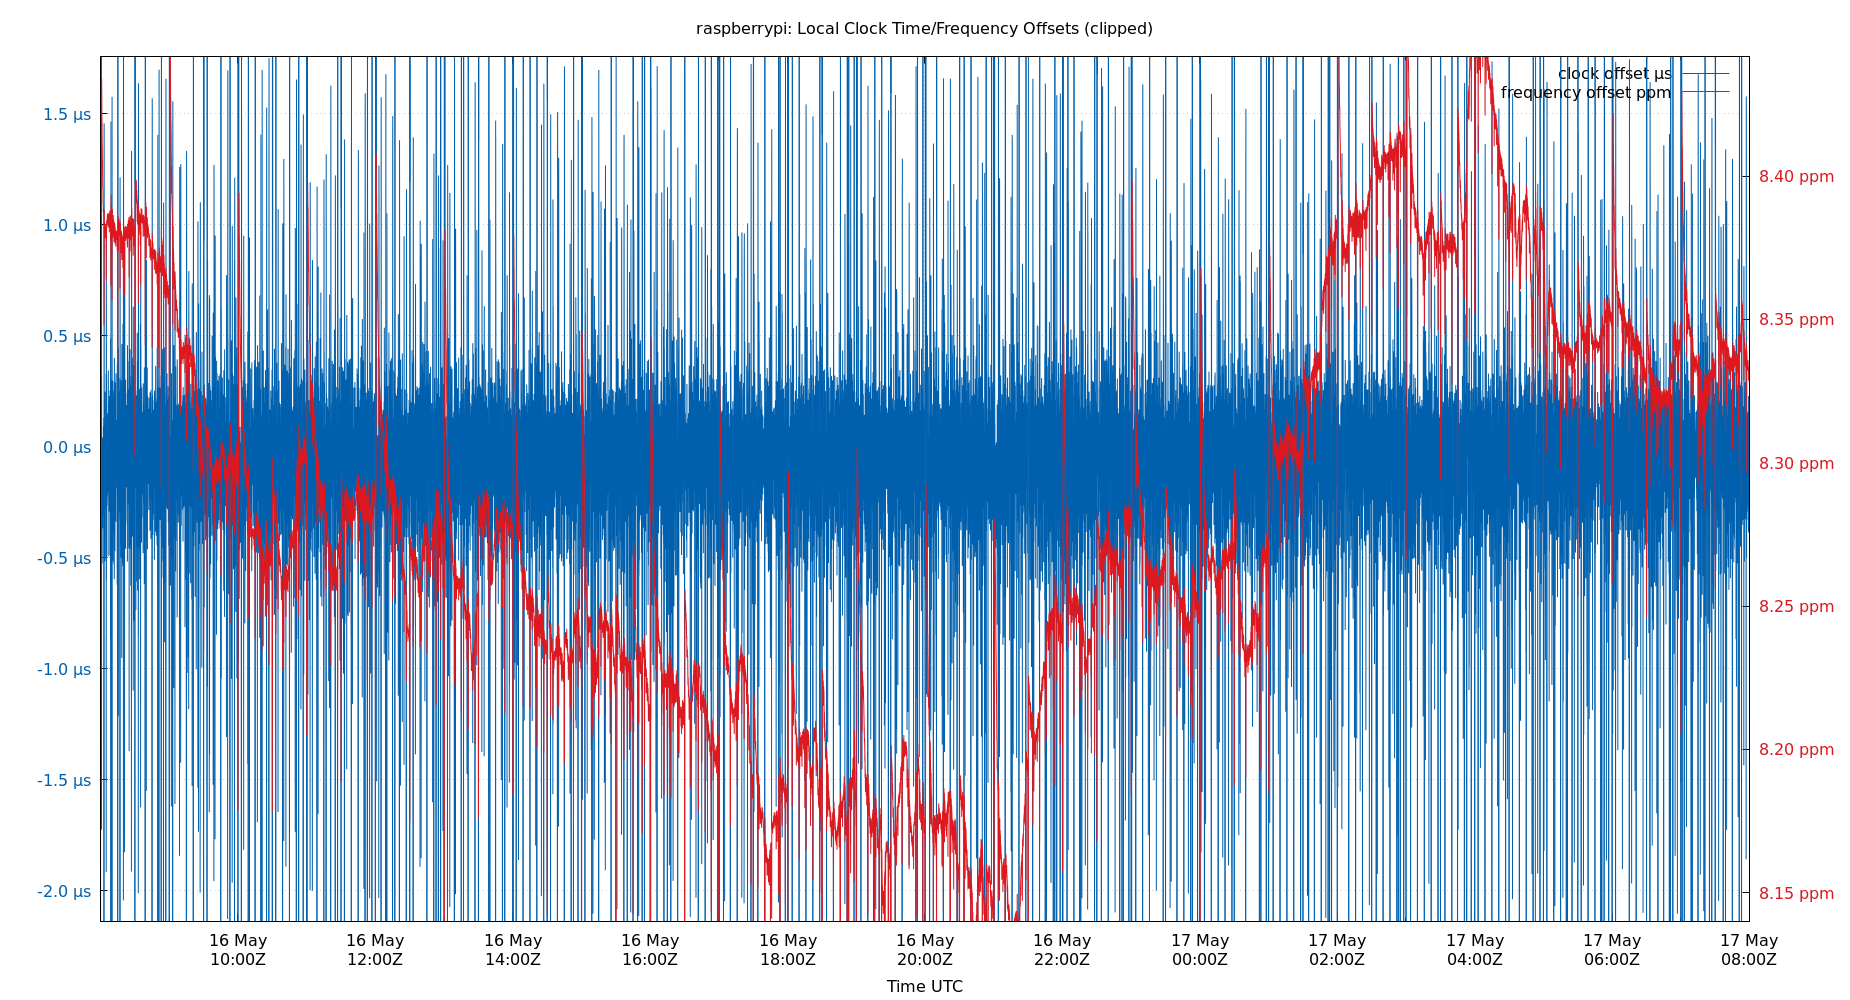 raspberrypi: Local Clock Time/Frequency Offsets (clipped)
clock offset µs
frequency offset ppm
1.5 µs
1.0 µs
0.5 µs
0.0 µs
-0.5 µs
-1.0 µs
-1.5 µs
-2.0 µs
8.40 ppm
8.35 ppm
8.30 ppm
8.25 ppm
8.20 ppm
8.15 ppm
16 May
10:00Z
16 May
12:00Z
16 May
14:00Z
16 May
16:00Z
16 May
18:00Z
16 May
20:00Z
16 May
22:00Z
17 May
00:00Z
17 May
02:00Z
17 May
04:00Z
17 May
06:00Z
17 May
08:00Z
Time UTC